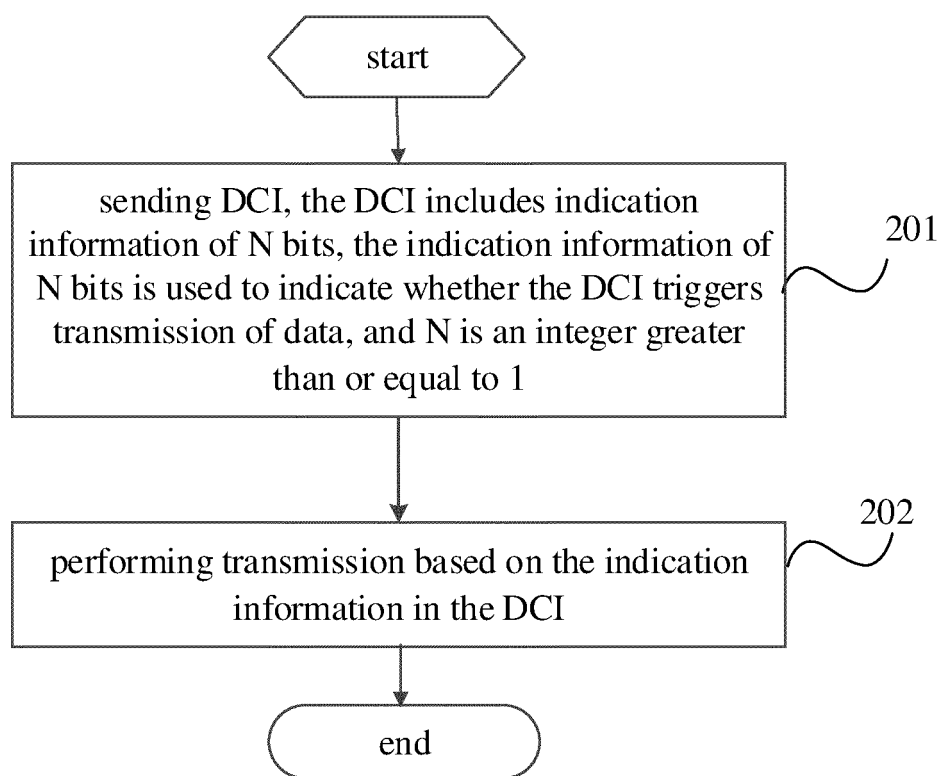 start
sending DCI, the DCI includes indication
information of N bits, the indication information of
N bits is used to indicate whether the DCI triggers
transmission of data, and N is an integer greater
than or equal to 1
201
performing transmission based on the indication
information in the DCI
202
end